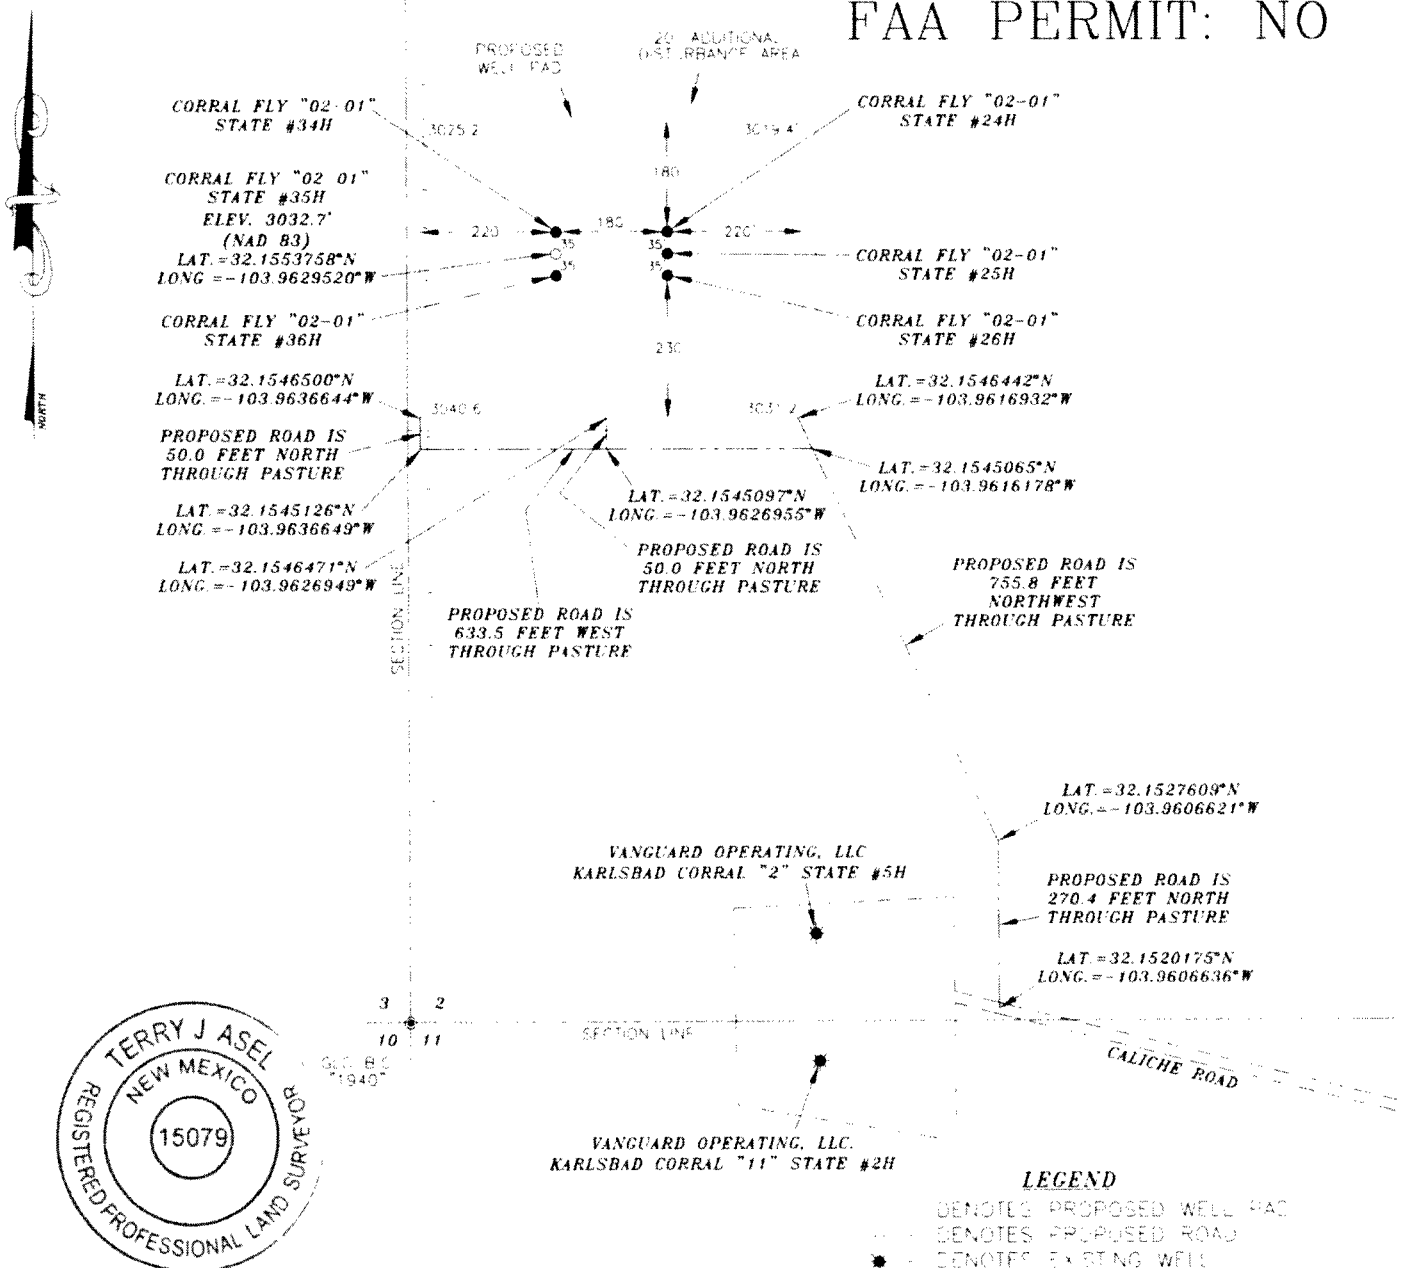 FAA PERMIT: NO
PROPOSED
WELL PAD
20' ADDITIONAL
DISTURBANCE AREA
CORRAL FLY "02-01"
STATE #34H
3025.2
3019.4'
CORRAL FLY "02-01"
STATE #24H
180
CORRAL FLY "02 01"
STATE #35H
ELEV. 3032.7'
(NAD 83)
LAT.=32.1553758°N
LONG =-103.9629520°W
220
180
220'
35'
35'
35
35'
CORRAL FLY "02-01"
STATE #25H
CORRAL FLY "02-01"
STATE #36H
CORRAL FLY "02-01"
STATE #26H
230
LAT.=32.1546500°N
LONG.=-103.9636644°W
3040.6
3031.2
LAT.=32.1546442°N
LONG.=-103.9616932°W
PROPOSED ROAD IS
50.0 FEET NORTH
THROUGH PASTURE
LAT.=32.1545126°N
LONG.=-103.9636649°W
LAT.=32.1545097°N
LONG.=-103.9626955°W
LAT.=32.1545065°N
LONG.=-103.9616178°W
LAT.=32.1546471°N
LONG.=-103.9626949°W
PROPOSED ROAD IS
50.0 FEET NORTH
THROUGH PASTURE
PROPOSED ROAD IS
633.5 FEET WEST
THROUGH PASTURE
PROPOSED ROAD IS
755.8 FEET
NORTHWEST
THROUGH PASTURE
SECTION LINE
NORTH
LAT.=32.1527609°N
LONG.=-103.9606621°W
VANGUARD OPERATING, LLC
KARLSBAD CORRAL "2" STATE #5H
PROPOSED ROAD IS
270.4 FEET NORTH
THROUGH PASTURE
LAT.=32.1520175°N
LONG.=-103.9606636°W
3 2
10 11
SECTION LINE
"1940"
CALICHE ROAD
VANGUARD OPERATING, LLC.
KARLSBAD CORRAL "11" STATE #2H
TERRY J ASEL
NEW MEXICO
15079
REGISTERED PROFESSIONAL LAND SURVEYOR
LEGEND
DENOTES PROPOSED WELL PAD
DENOTES PROPOSED ROAD
DENOTES EXISTING WELL